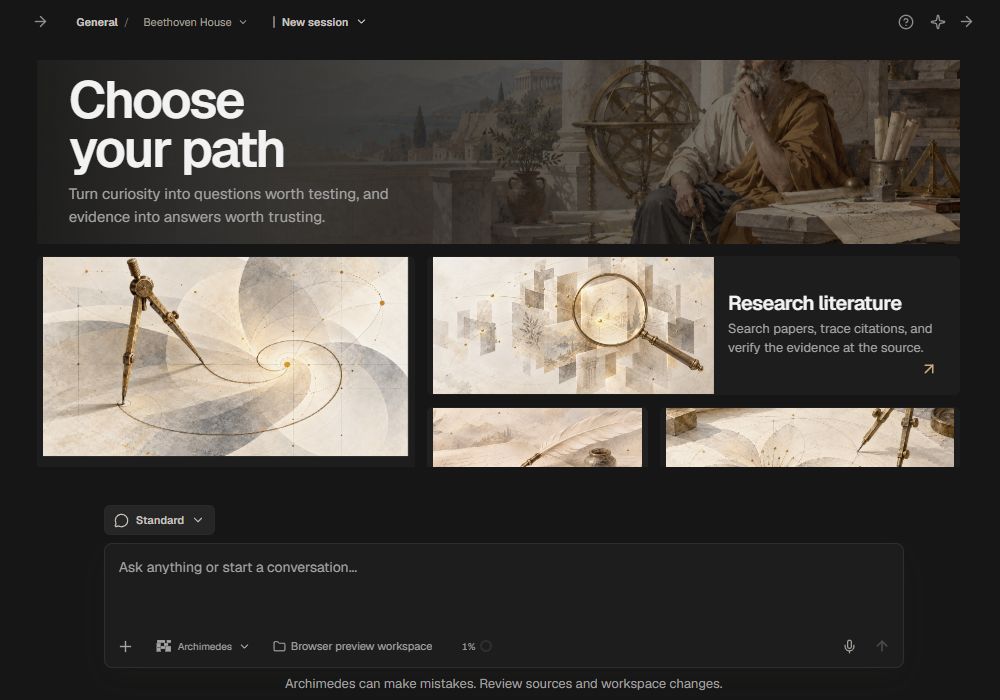 General / Beethoven House | New session
Choose
your path
Turn curiosity into questions worth testing, and
evidence into answers worth trusting.
Research literature
Search papers, trace citations, and
verify the evidence at the source.
Standard
Ask anything or start a conversation...
Archimedes
Browser preview workspace
1%
Archimedes can make mistakes. Review sources and workspace changes.